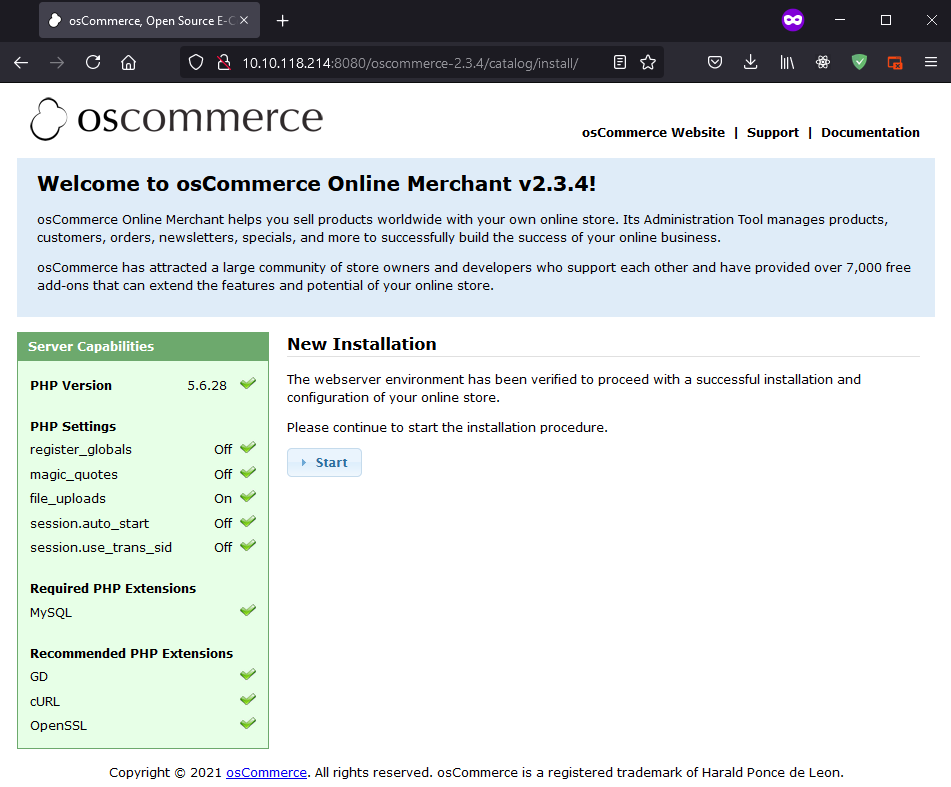 osCommerce, Open Source E-C
10.10.118.214:8080/oscommerce-2.3.4/catalog/install/
oscommerce
osCommerce Website | Support | Documentation
Welcome to osCommerce Online Merchant v2.3.4!
osCommerce Online Merchant helps you sell products worldwide with your own online store. Its Administration Tool manages products,
customers, orders, newsletters, specials, and more to successfully build the success of your online business.
osCommerce has attracted a large community of store owners and developers who support each other and have provided over 7,000 free
add-ons that can extend the features and potential of your online store.
Server Capabilities
PHP Version 5.6.28
PHP Settings
register_globals Off
magic_quotes Off
file_uploads On
session.auto_start Off
session.use_trans_sid Off
Required PHP Extensions
MySQL
Recommended PHP Extensions
GD
cURL
OpenSSL
New Installation
The webserver environment has been verified to proceed with a successful installation and
configuration of your online store.
Please continue to start the installation procedure.
Start
Copyright © 2021 osCommerce. All rights reserved. osCommerce is a registered trademark of Harald Ponce de Leon.